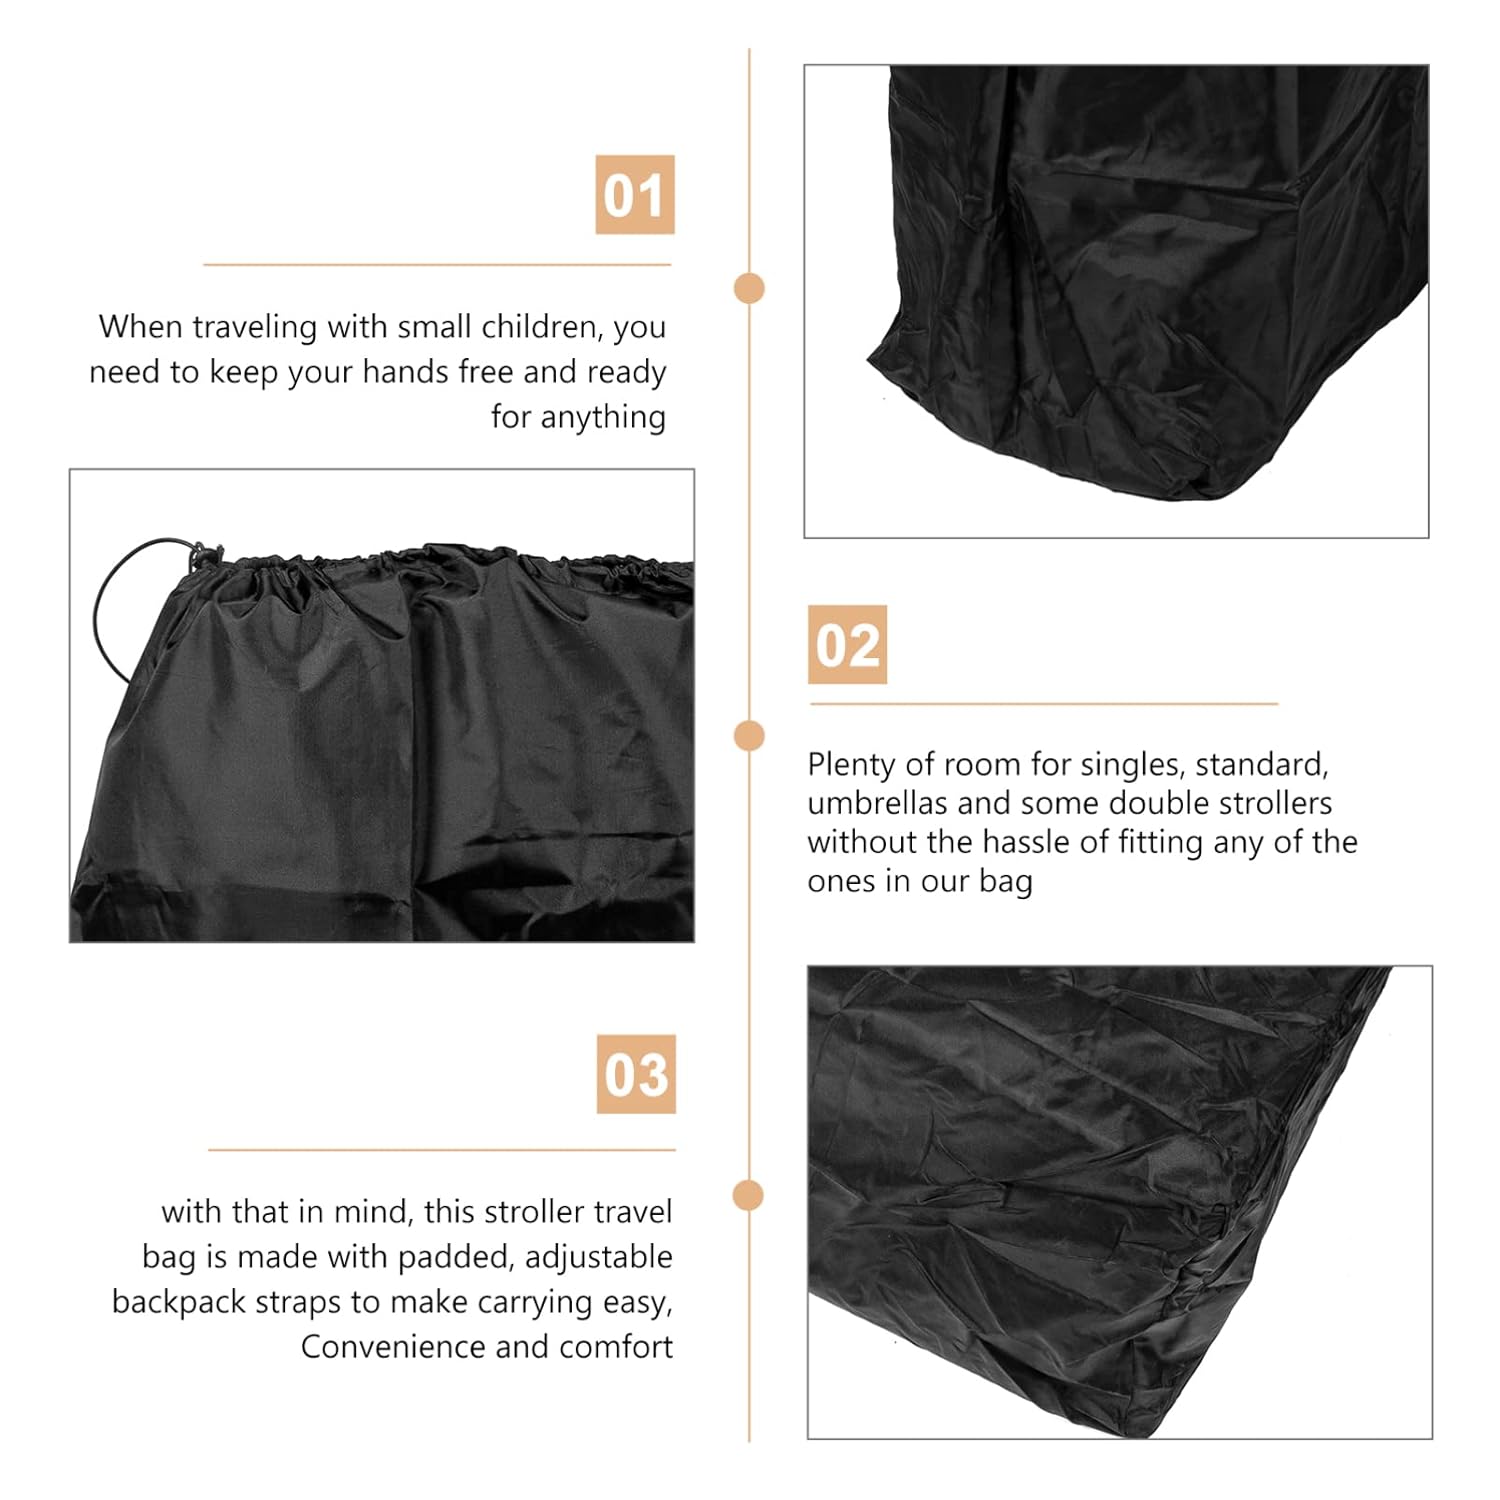 01
When traveling with small children, you
need to keep your hands free and ready
for anything
02
Plenty of room for singles, standard,
umbrellas and some double strollers
without the hassle of fitting any of the
ones in our bag
03
with that in mind, this stroller travel
bag is made with padded, adjustable
backpack straps to make carrying easy,
Convenience and comfort